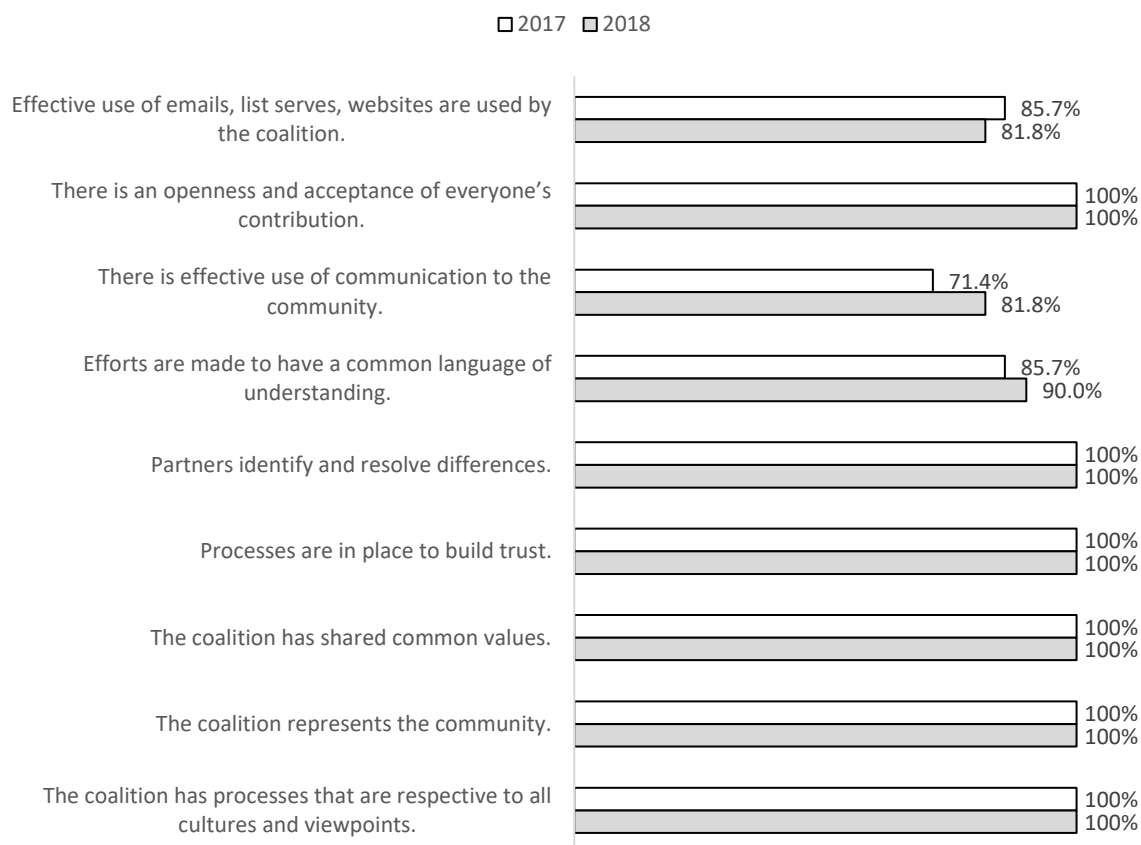 2017 2018
Effective use of emails, list serves, websites are used by
the coalition.
85.7%
81.8%
There is an openness and acceptance of everyone’s
contribution.
100%
100%
There is effective use of communication to the
community.
71.4%
81.8%
Efforts are made to have a common language of
understanding.
85.7%
90.0%
Partners identify and resolve differences.
100%
100%
Processes are in place to build trust.
100%
100%
The coalition has shared common values.
100%
100%
The coalition represents the community.
100%
100%
The coalition has processes that are respective to all
cultures and viewpoints.
100%
100%